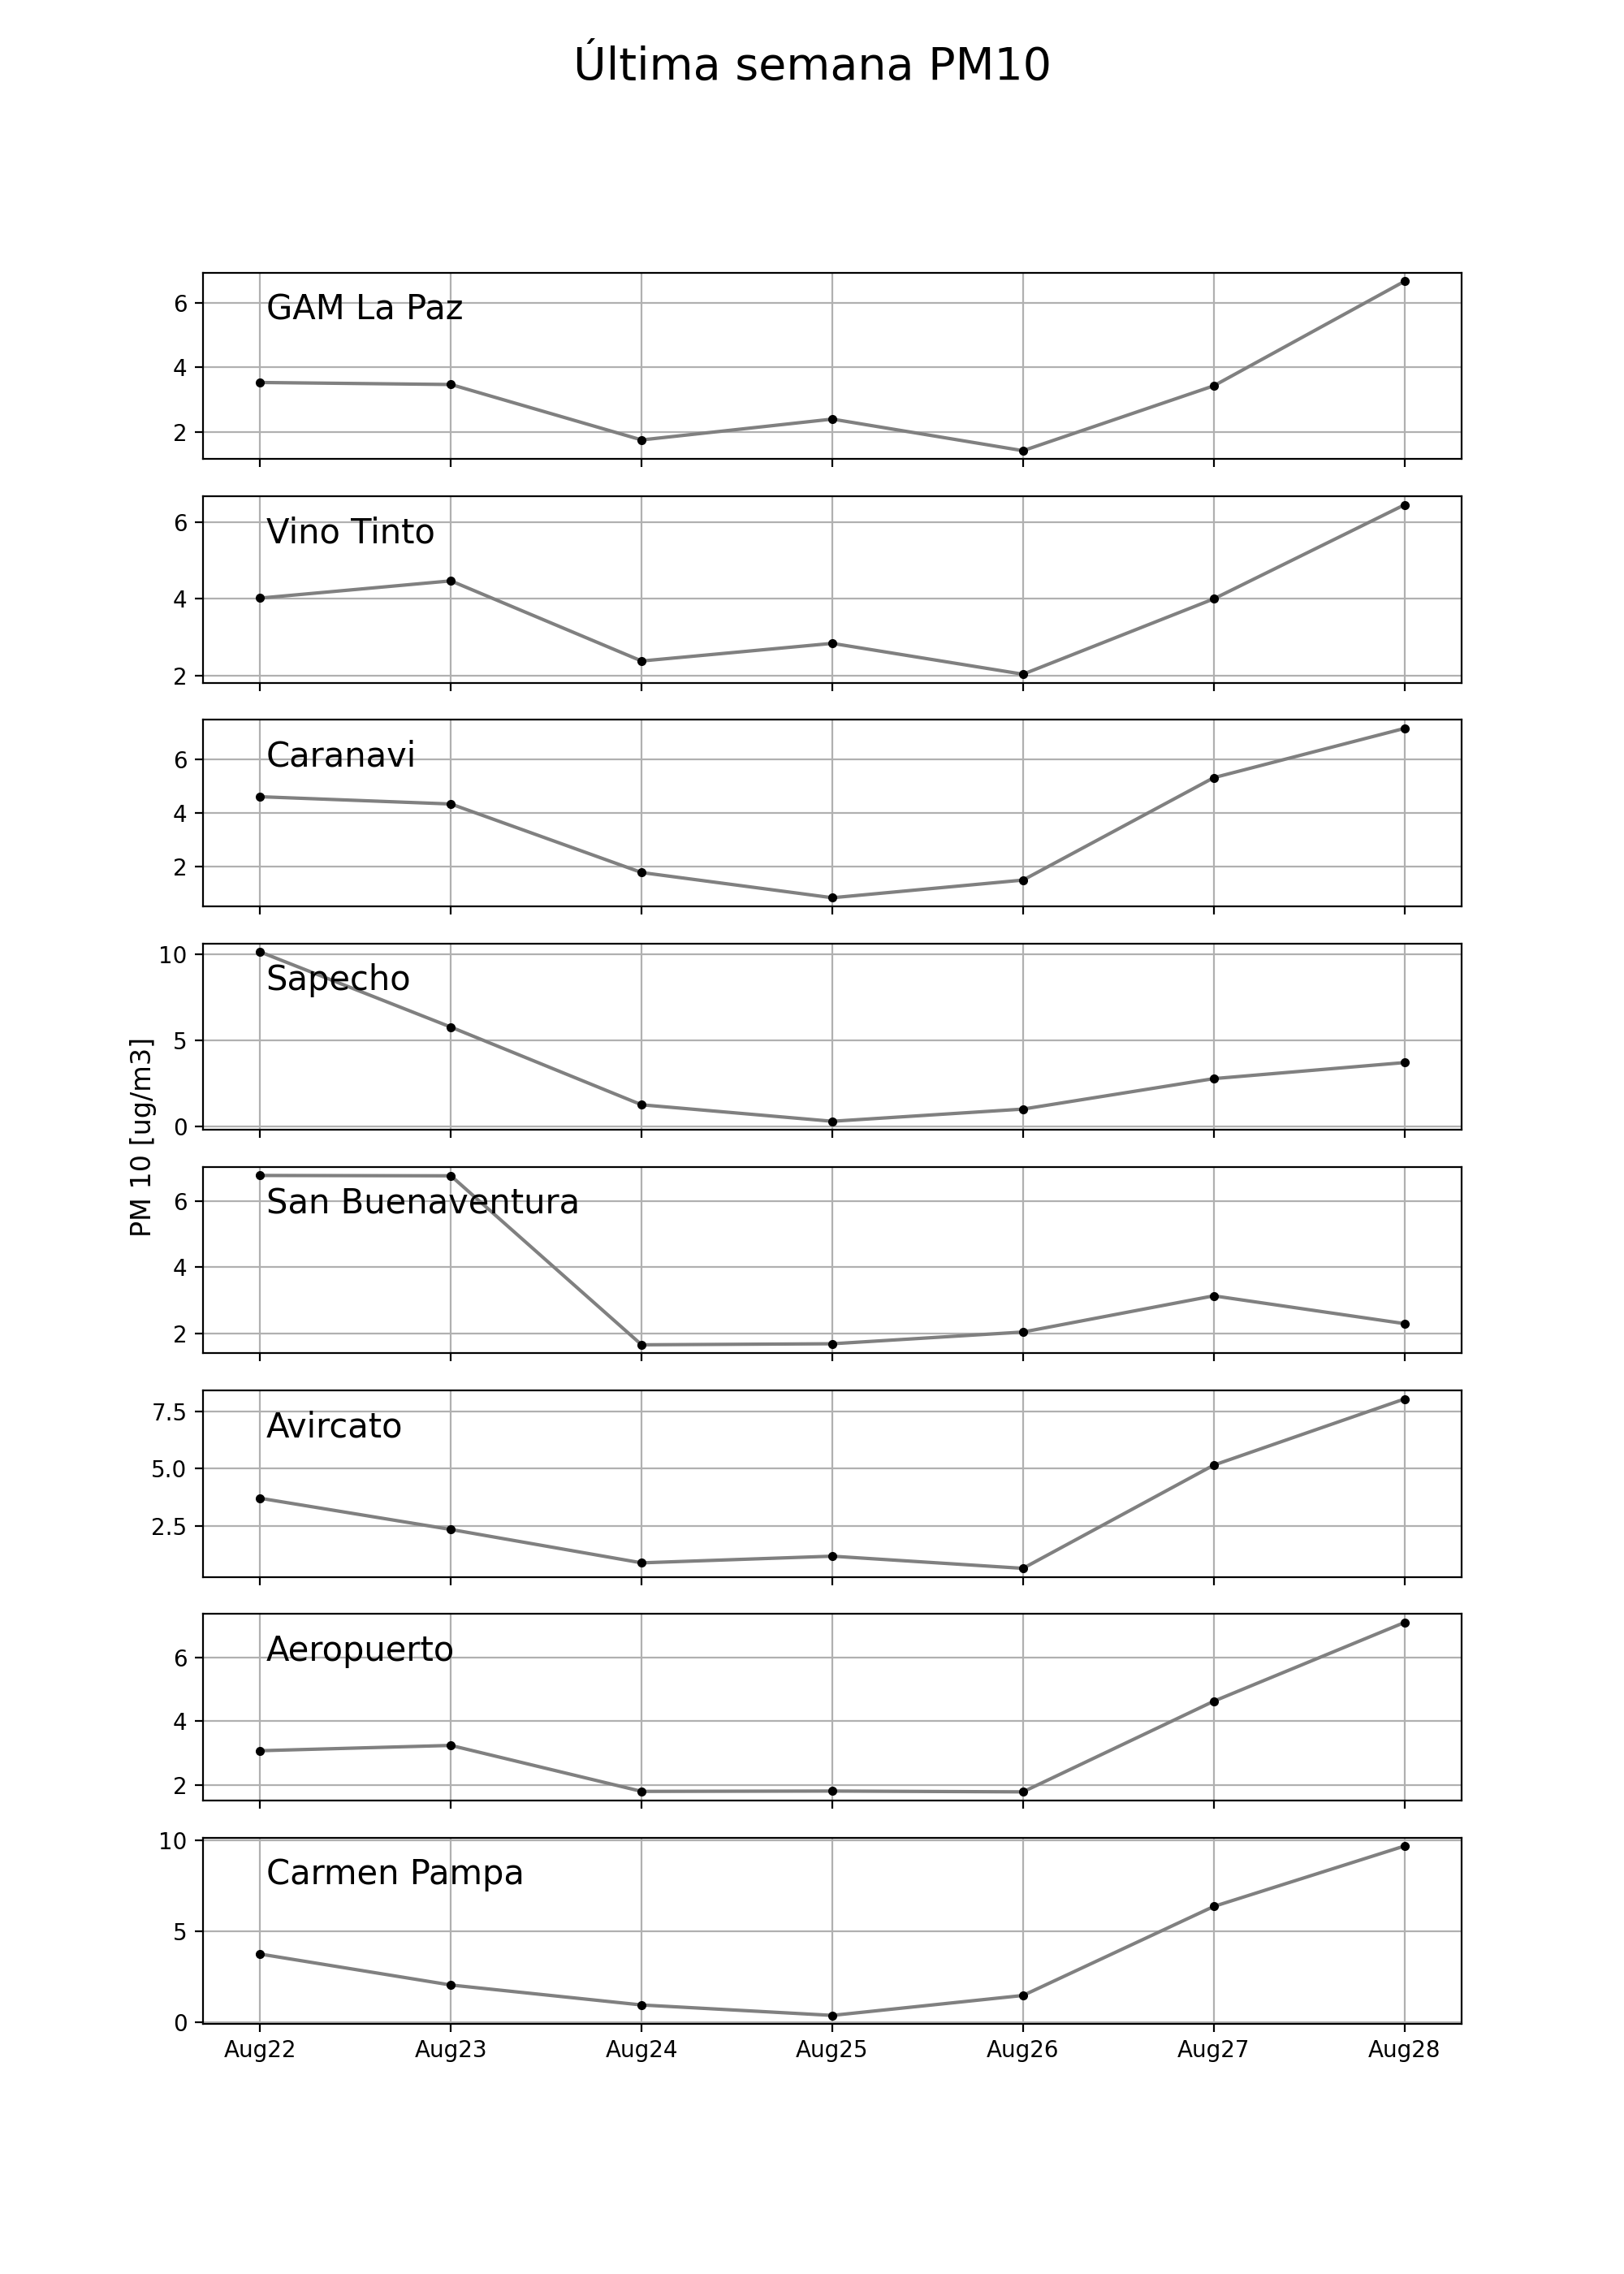 Última semana PM10
GAM La Paz
6
4
2
Vino Tinto
6
4
2
Caranavi
6
4
2
Sapecho
10
5
0
PM 10 [ug/m3]
San Buenaventura
6
4
2
Avircato
7.5
5.0
2.5
Aeropuerto
6
4
2
Carmen Pampa
10
5
0
Aug22 Aug23 Aug24 Aug25 Aug26 Aug27 Aug28